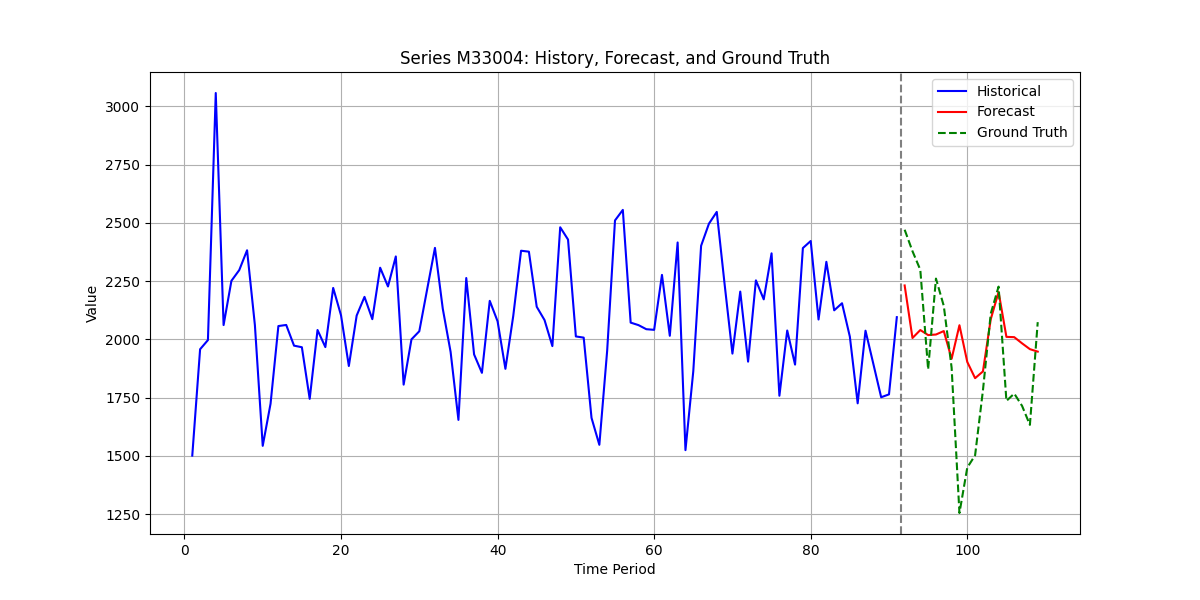 Series M33004: History, Forecast, and Ground Truth
Historical
Forecast
Ground Truth
Value
3000
2750
2500
2250
2000
1750
1500
1250
0 20 40 60 80 100
Time Period